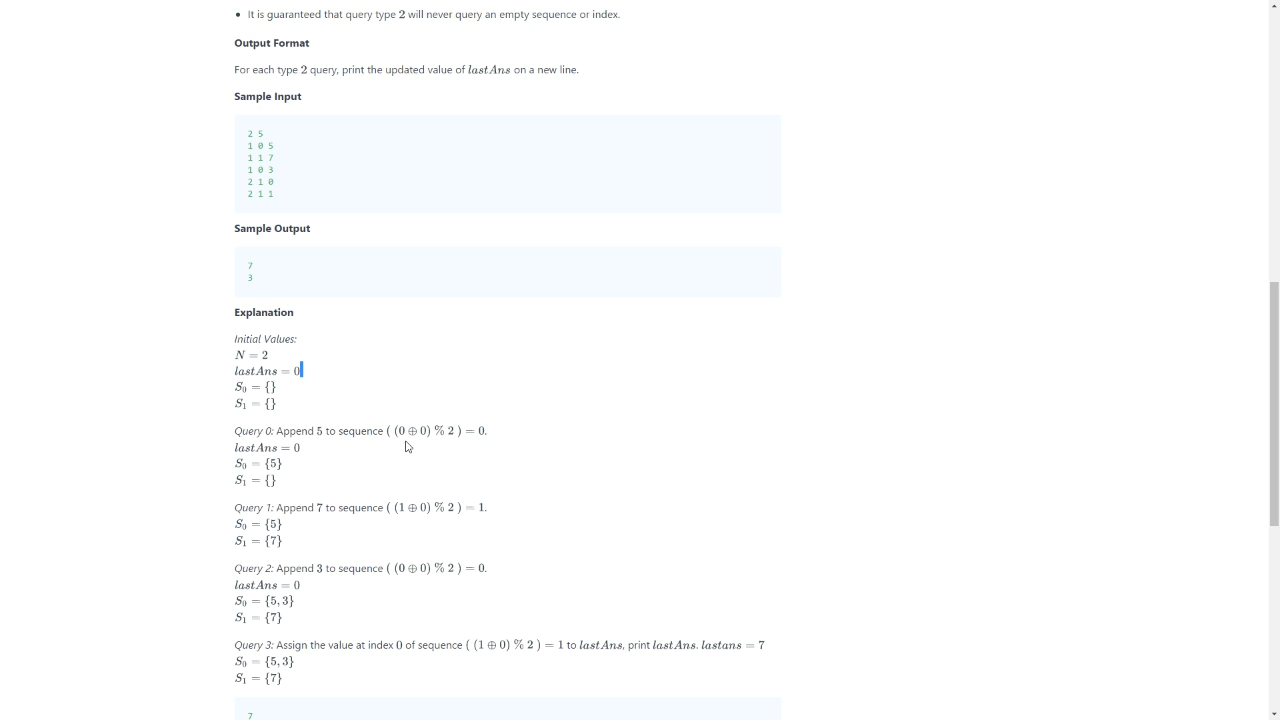 It is guaranteed that query type 2 will never query an empty sequence or index.
Output Format
For each type 2 query, print the updated value of lastAns on a new line.
Sample Input
2 5
1 0 5
1 1 7
1 0 3
2 1 0
2 1 1
Sample Output
7
3
Explanation
Initial Values:
N = 2
lastAns = 0
S₀ = {}
S₁ = {}
Query 0: Append 5 to sequence ( (0 ⊕ 0) % 2 ) = 0.
lastAns = 0
S₀ = {5}
S₁ = {}
Query 1: Append 7 to sequence ( (1 ⊕ 0) % 2 ) = 1.
S₀ = {5}
S₁ = {7}
Query 2: Append 3 to sequence ( (0 ⊕ 0) % 2 ) = 0.
lastAns = 0
S₀ = {5, 3}
S₁ = {7}
Query 3: Assign the value at index 0 of sequence ( (1 ⊕ 0) % 2 ) = 1 to lastAns, print lastAns. lastans = 7
S₀ = {5, 3}
S₁ = {7}
7